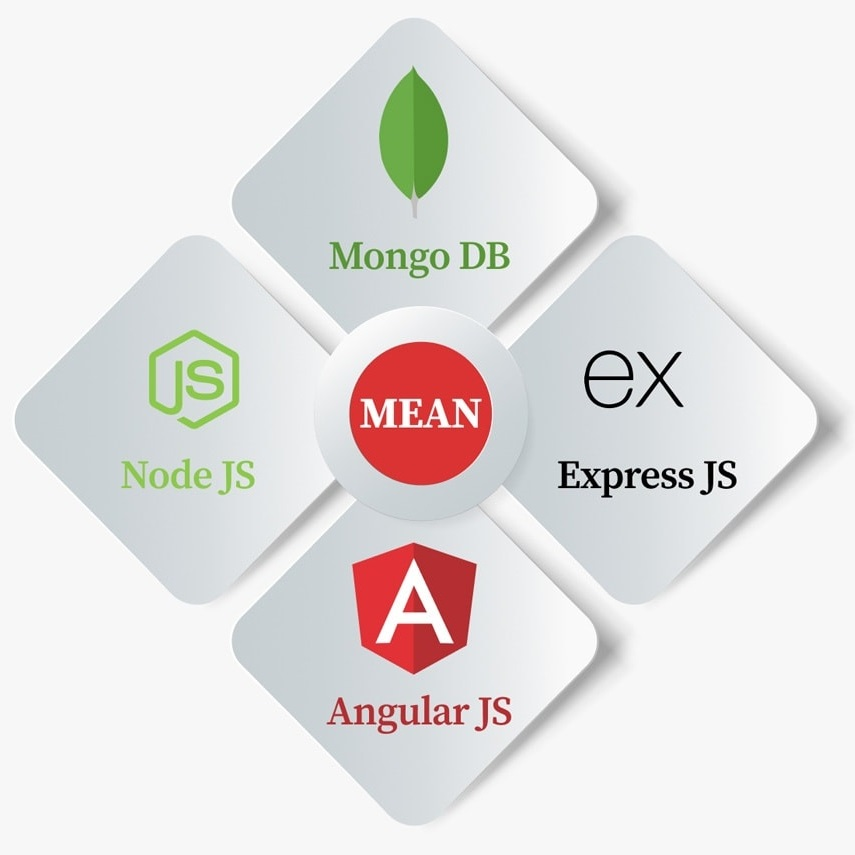 Mongo DB
JS
Node JS
MEAN
ex
Express JS
A
Angular JS